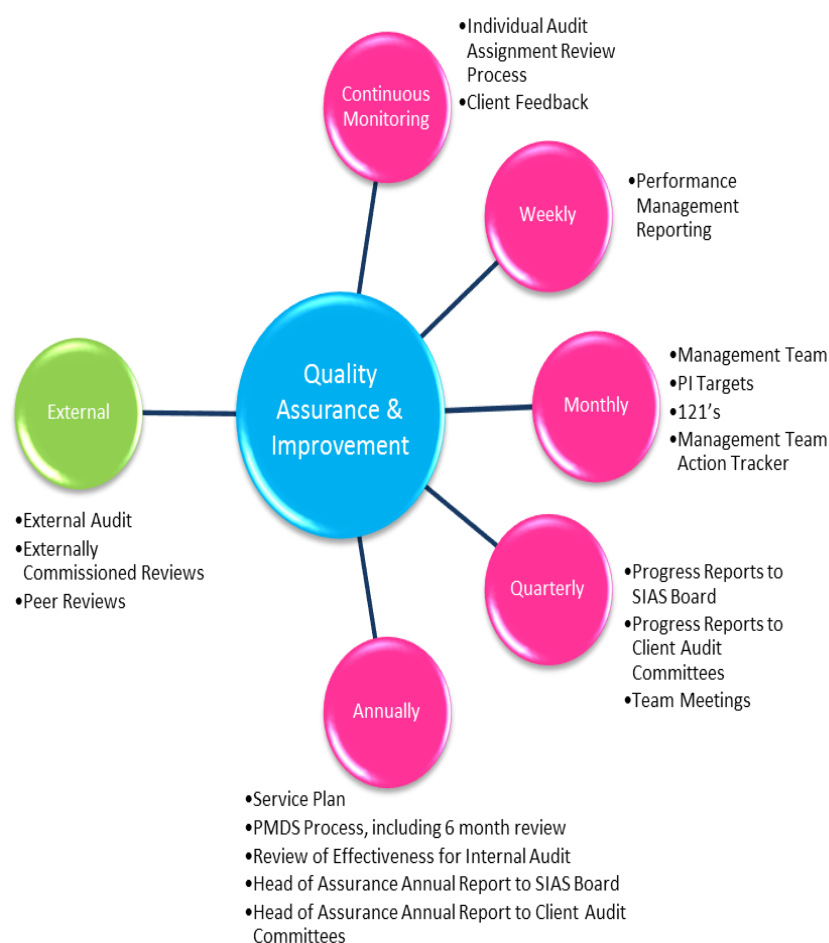 Continuous
Monitoring
•Individual Audit
Assignment Review
Process
•Client Feedback
Weekly
•Performance
Management
Reporting
Quality
Assurance &
Improvement
Monthly
•Management Team
•PI Targets
•121’s
•Management Team
Action Tracker
External
•External Audit
•Externally
Commissioned Reviews
•Peer Reviews
Quarterly
•Progress Reports to
SIAS Board
•Progress Reports to
Client Audit
Committees
•Team Meetings
Annually
•Service Plan
•PMDS Process, including 6 month review
•Review of Effectiveness for Internal Audit
•Head of Assurance Annual Report to SIAS Board
•Head of Assurance Annual Report to Client Audit
Committees